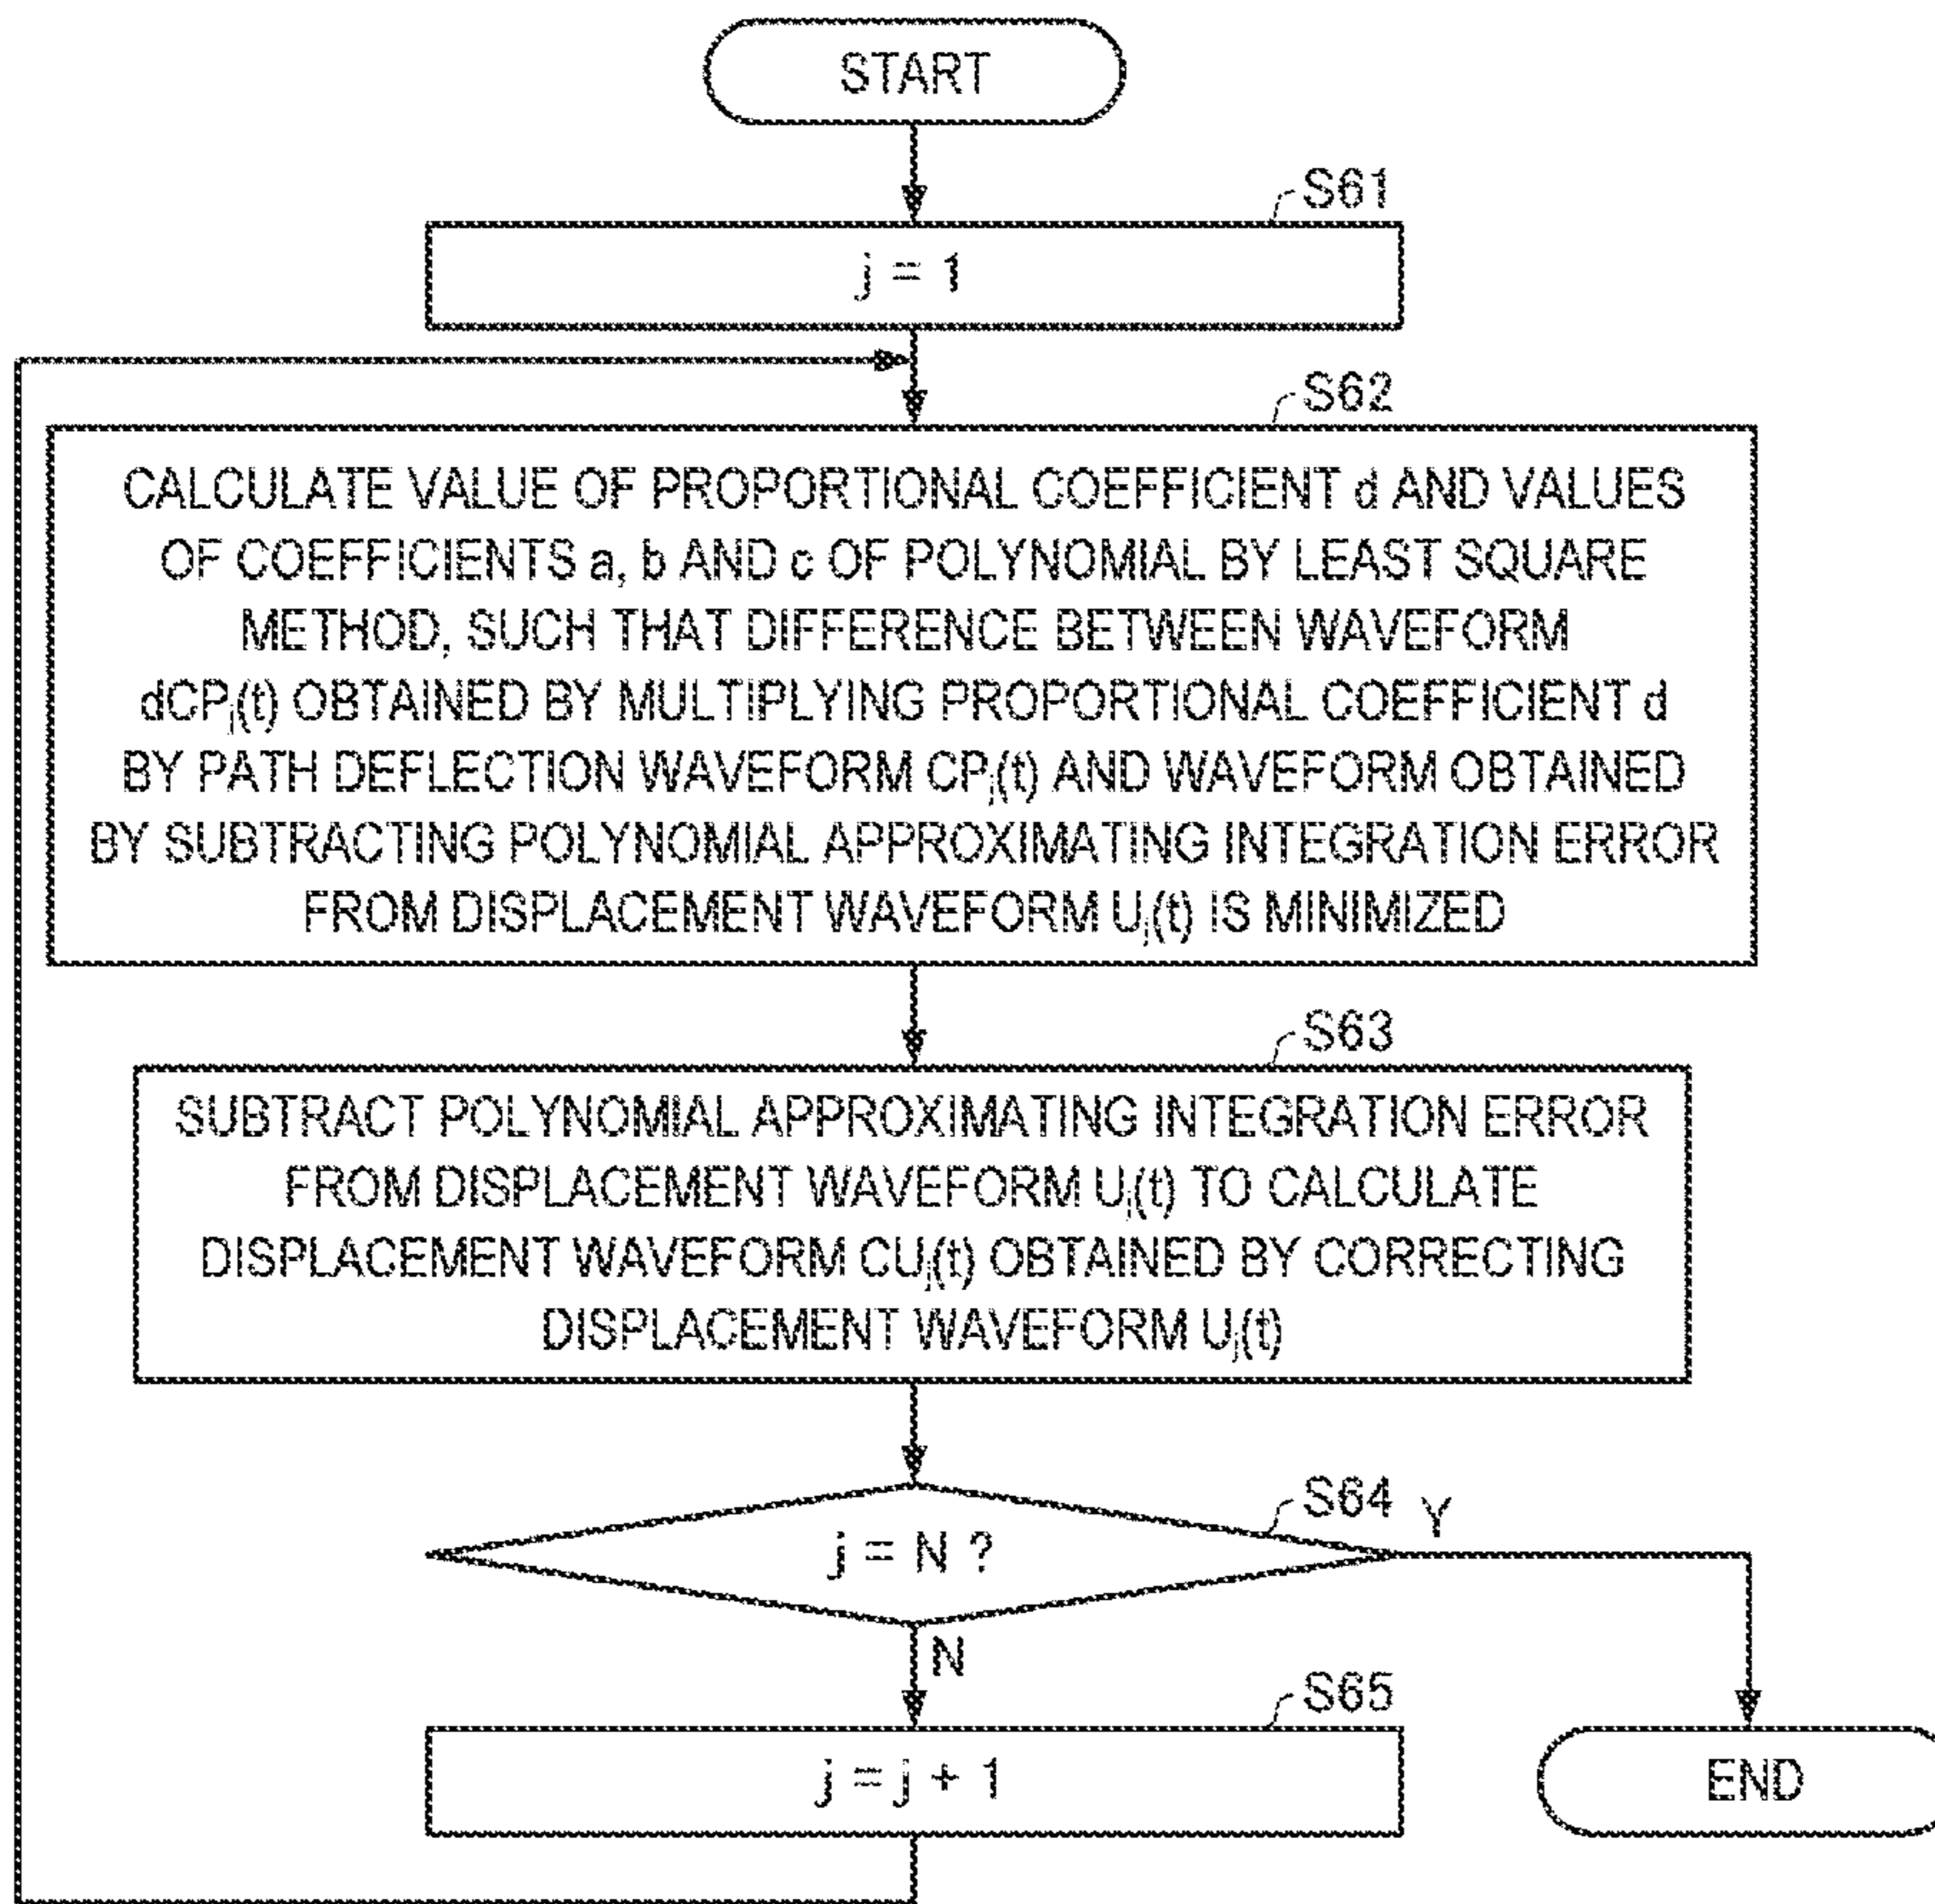 START
S61
j = 1
S62
CALCULATE VALUE OF PROPORTIONAL COEFFICIENT d AND VALUES
OF COEFFICIENTS a, b AND c OF POLYNOMIAL BY LEAST SQUARE
METHOD, SUCH THAT DIFFERENCE BETWEEN WAVEFORM
dCPj(t) OBTAINED BY MULTIPLYING PROPORTIONAL COEFFICIENT d
BY PATH DEFLECTION WAVEFORM CPj(t) AND WAVEFORM OBTAINED
BY SUBTRACTING POLYNOMIAL APPROXIMATING INTEGRATION ERROR
FROM DISPLACEMENT WAVEFORM Uj(t) IS MINIMIZED
S63
SUBTRACT POLYNOMIAL APPROXIMATING INTEGRATION ERROR
FROM DISPLACEMENT WAVEFORM Uj(t) TO CALCULATE
DISPLACEMENT WAVEFORM CUj(t) OBTAINED BY CORRECTING
DISPLACEMENT WAVEFORM Uj(t)
S64
Y
j = N ?
N
S65
j = j + 1
END